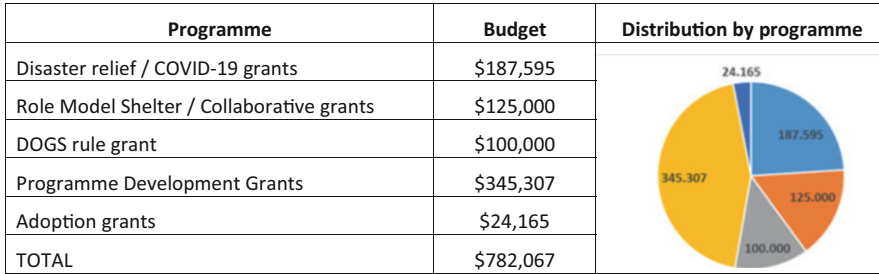 Programme Budget Distribution by programme
Disaster relief / COVID-19 grants $187,595
Role Model Shelter / Collaborative grants $125,000
DOGS rule grant $100,000
Programme Development Grants $345,307
Adoption grants $24,165
TOTAL $782,067
24.165
187.595
345.307
125.000
100.000